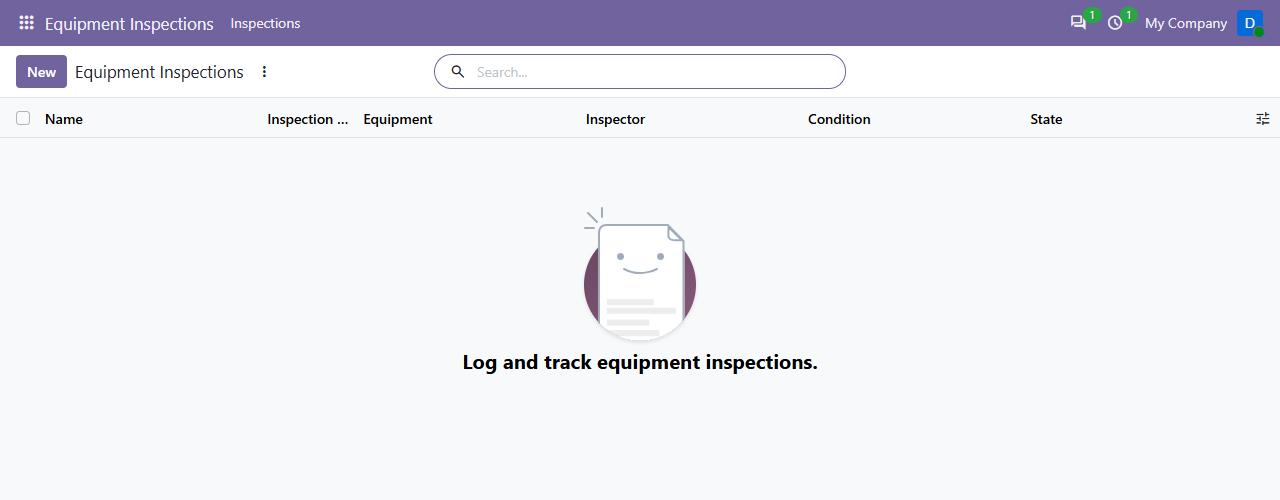 Equipment Inspections Inspections 1 1 My Company D
New Equipment Inspections Search...
Name Inspection ... Equipment Inspector Condition State
Log and track equipment inspections.